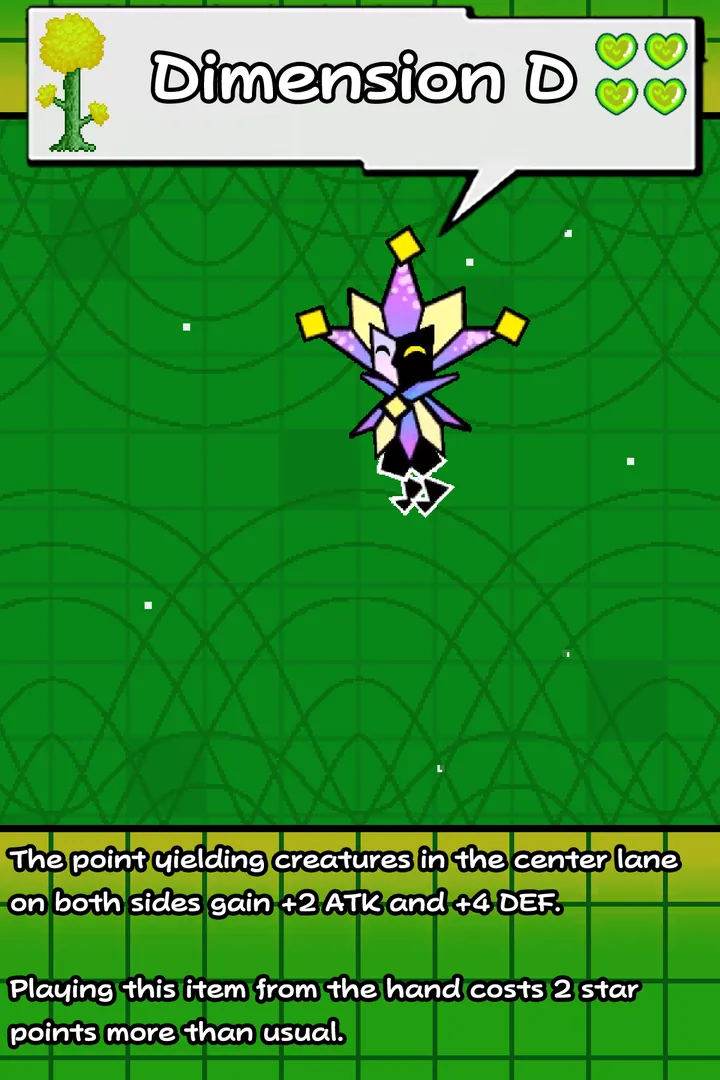 Dimension D
The point yielding creatures in the center lane
on both sides gain +2 ATK and +4 DEF.
Playing this item from the hand costs 2 star
points more than usual.